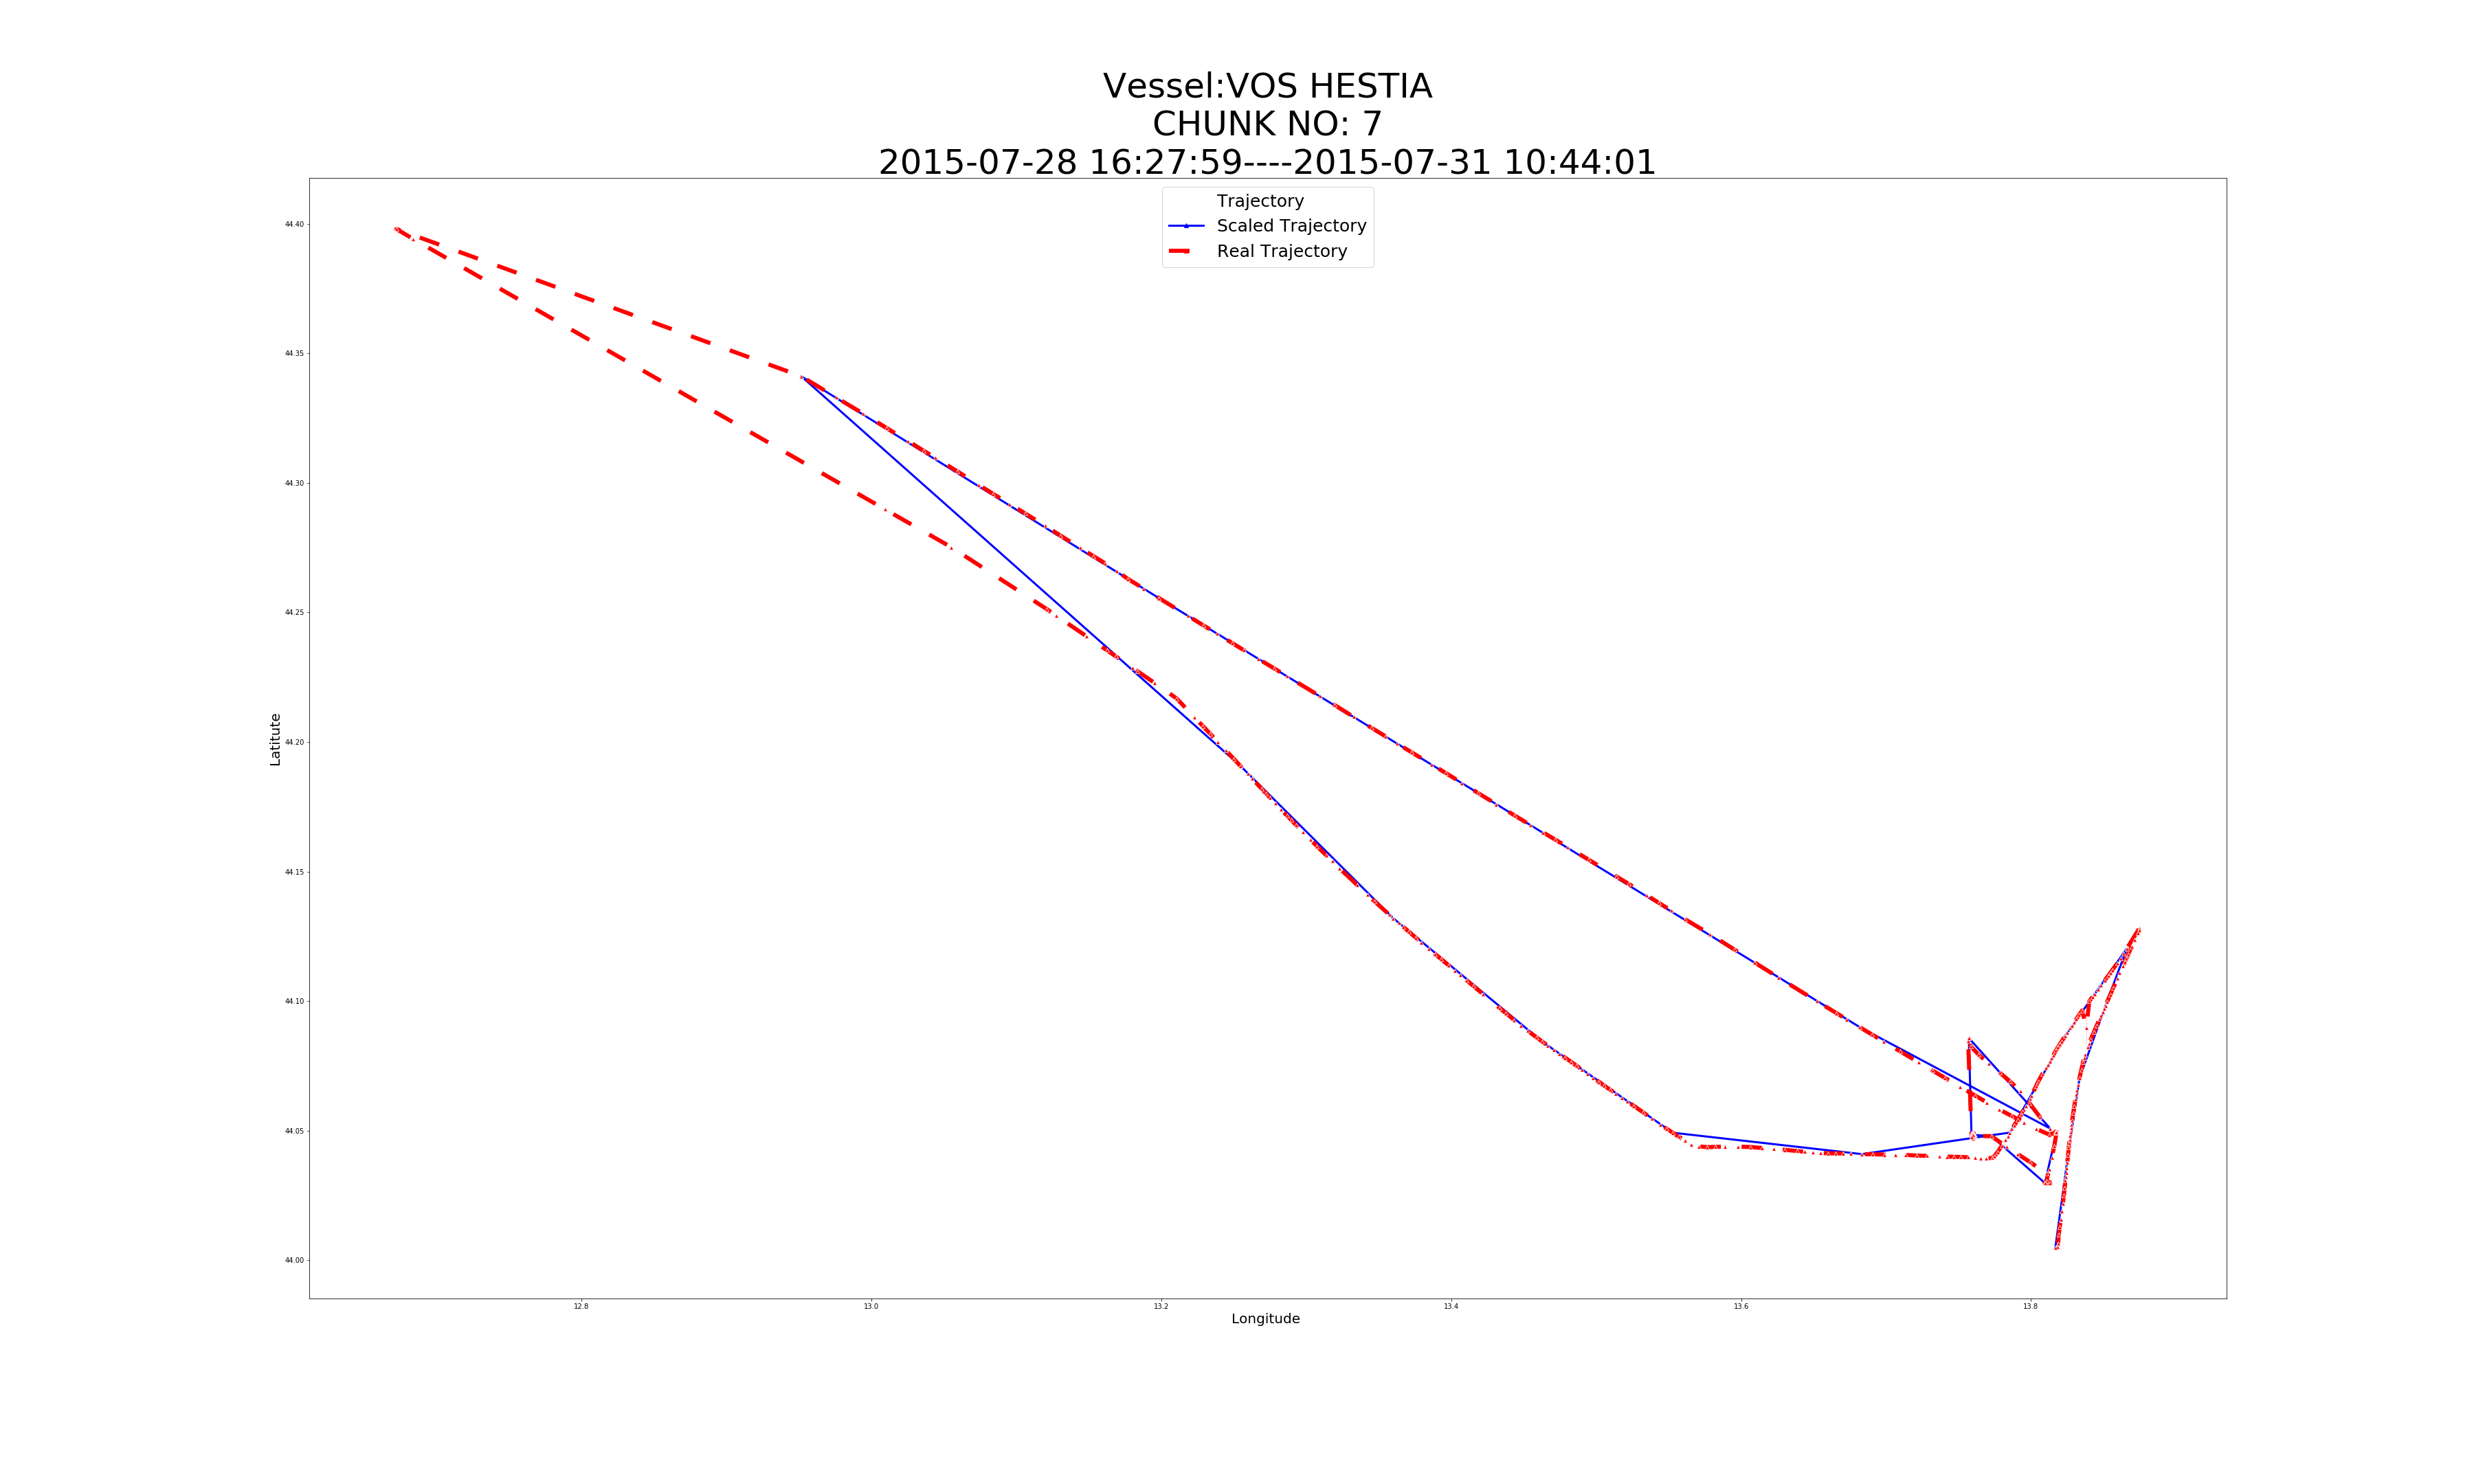 Vessel:VOS HESTIA
CHUNK NO: 7
2015-07-28 16:27:59----2015-07-31 10:44:01
Trajectory
Scaled Trajectory
Real Trajectory
44.40
44.35
44.30
44.25
44.20
44.15
44.10
44.05
44.00
Latitute
12.8
13.0
13.2
13.4
13.6
13.8
Longitude